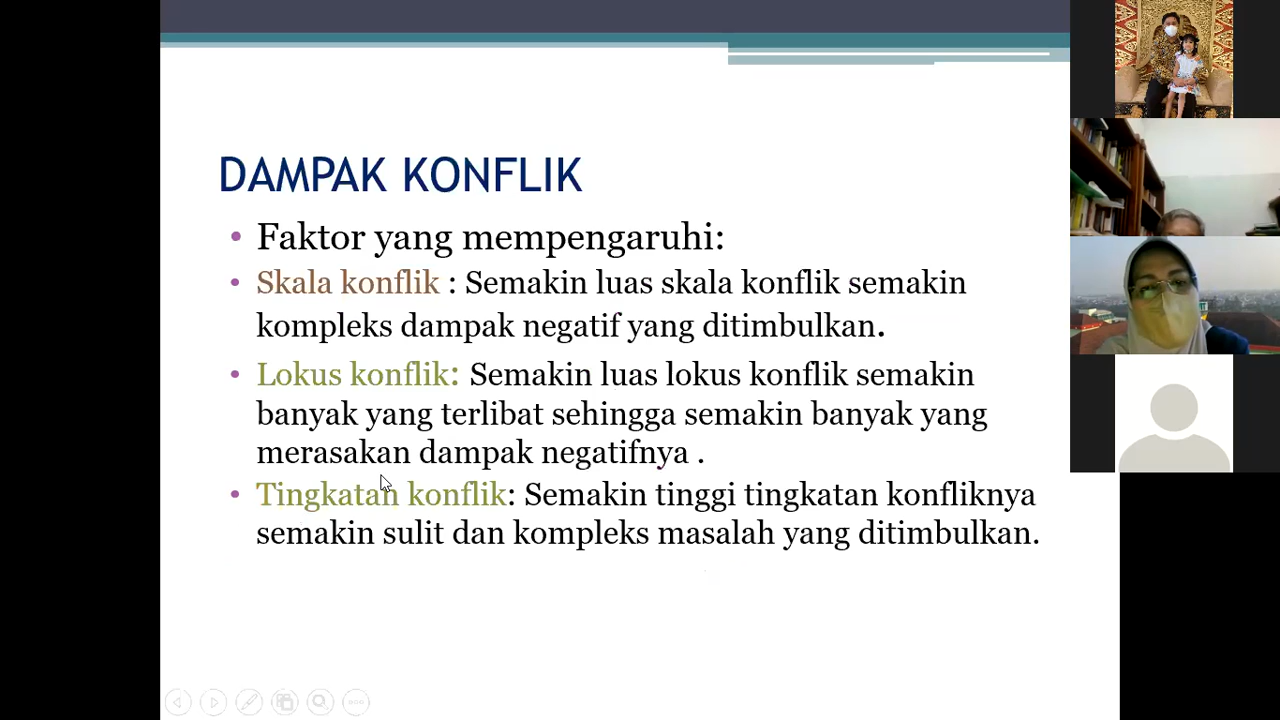 DAMPAK KONFLIK
• Faktor yang mempengaruhi:
• Skala konflik : Semakin luas skala konflik semakin
kompleks dampak negatif yang ditimbulkan.
• Lokus konflik: Semakin luas lokus konflik semakin
banyak yang terlibat sehingga semakin banyak yang
merasakan dampak negatifnya .
• Tingkatan konflik: Semakin tinggi tingkatan konfliknya
semakin sulit dan kompleks masalah yang ditimbulkan.